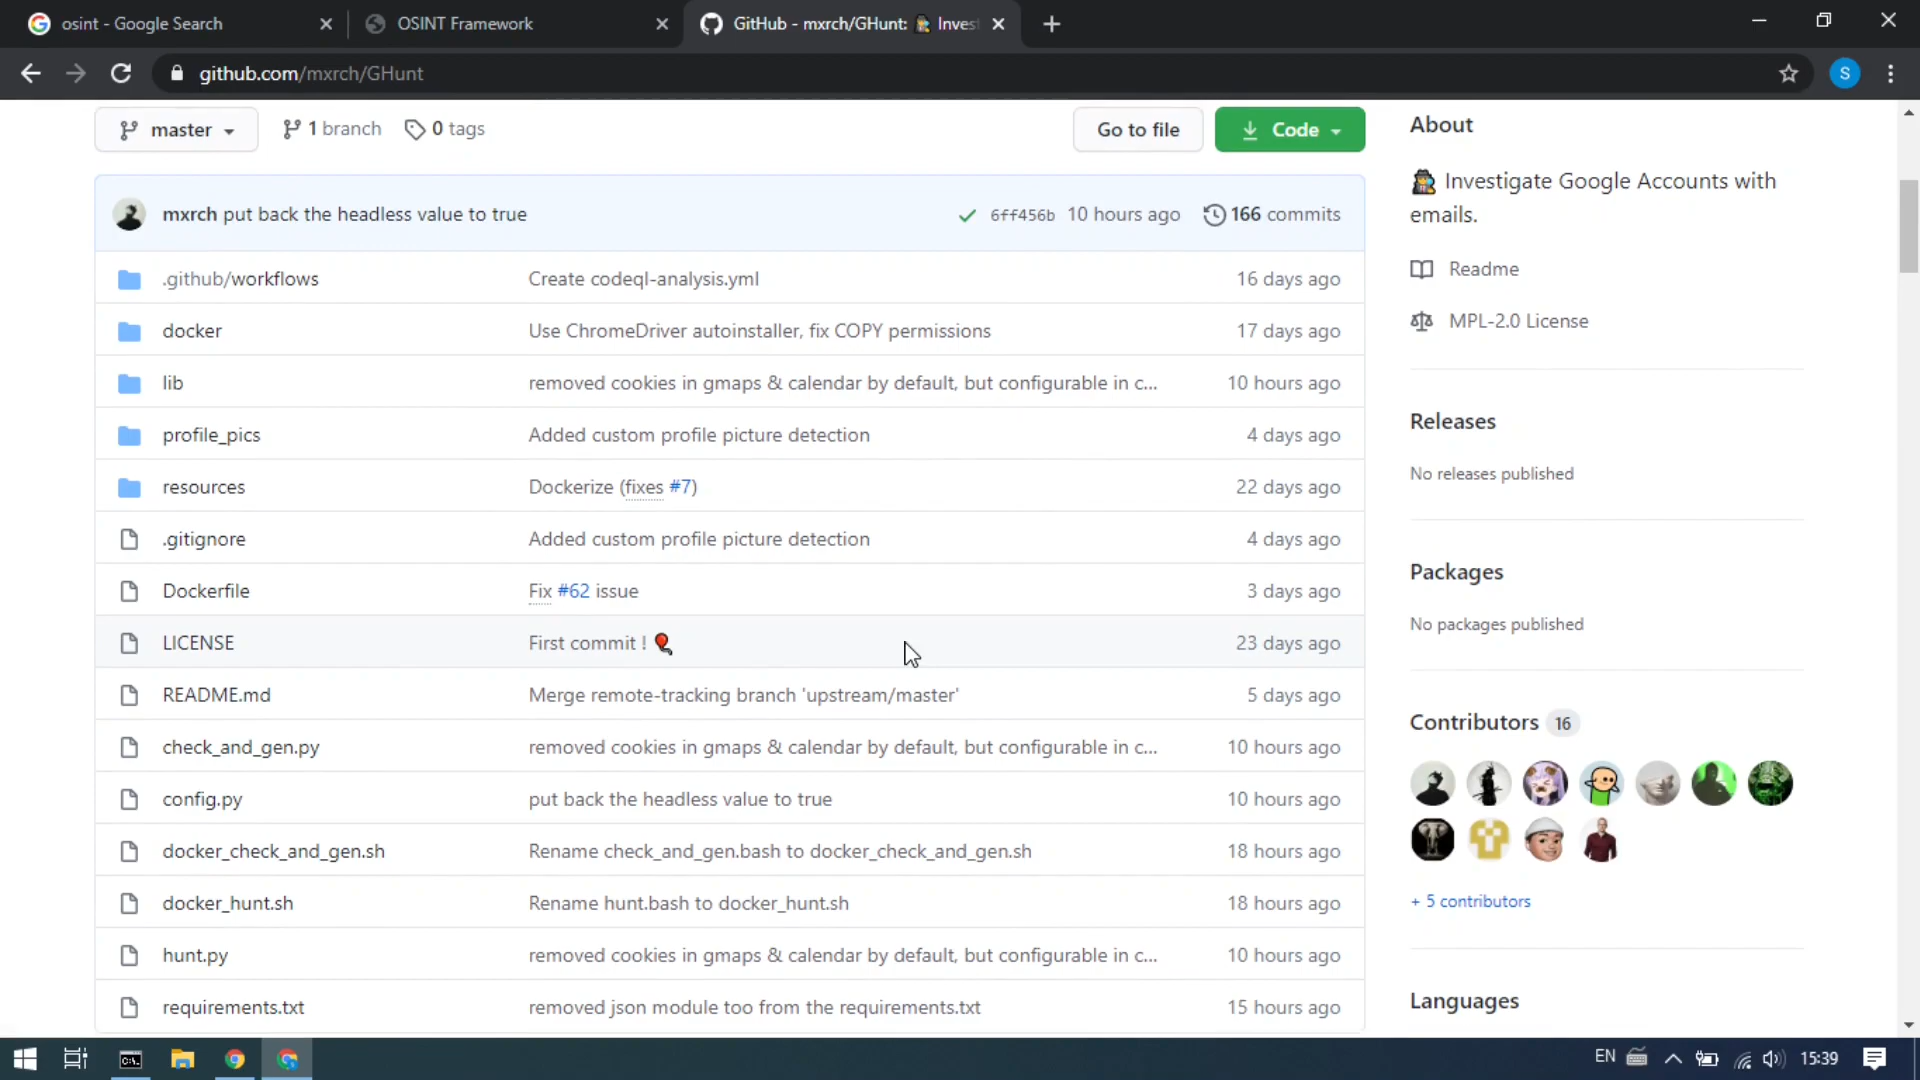 osint - Google Search
OSINT Framework
GitHub - mxrch/GHunt: 🕵️ Inves
github.com/mxrch/GHunt
S
master
1 branch
0 tags
Go to file
Code
mxrch put back the headless value to true
6ff456b 10 hours ago
166 commits
.github/workflows Create codeql-analysis.yml 16 days ago
docker Use ChromeDriver autoinstaller, fix COPY permissions 17 days ago
lib removed cookies in gmaps & calendar by default, but configurable in c... 10 hours ago
profile_pics Added custom profile picture detection 4 days ago
resources Dockerize (fixes #7) 22 days ago
.gitignore Added custom profile picture detection 4 days ago
Dockerfile Fix #62 issue 3 days ago
LICENSE First commit ! 🎈 23 days ago
README.md Merge remote-tracking branch 'upstream/master' 5 days ago
check_and_gen.py removed cookies in gmaps & calendar by default, but configurable in c... 10 hours ago
config.py put back the headless value to true 10 hours ago
docker_check_and_gen.sh Rename check_and_gen.bash to docker_check_and_gen.sh 18 hours ago
docker_hunt.sh Rename hunt.bash to docker_hunt.sh 18 hours ago
hunt.py removed cookies in gmaps & calendar by default, but configurable in c... 10 hours ago
requirements.txt removed json module too from the requirements.txt 15 hours ago
About
🕵️ Investigate Google Accounts with
emails.
Readme
MPL-2.0 License
Releases
No releases published
Packages
No packages published
Contributors 16
+ 5 contributors
Languages
C:\.
EN
15:39